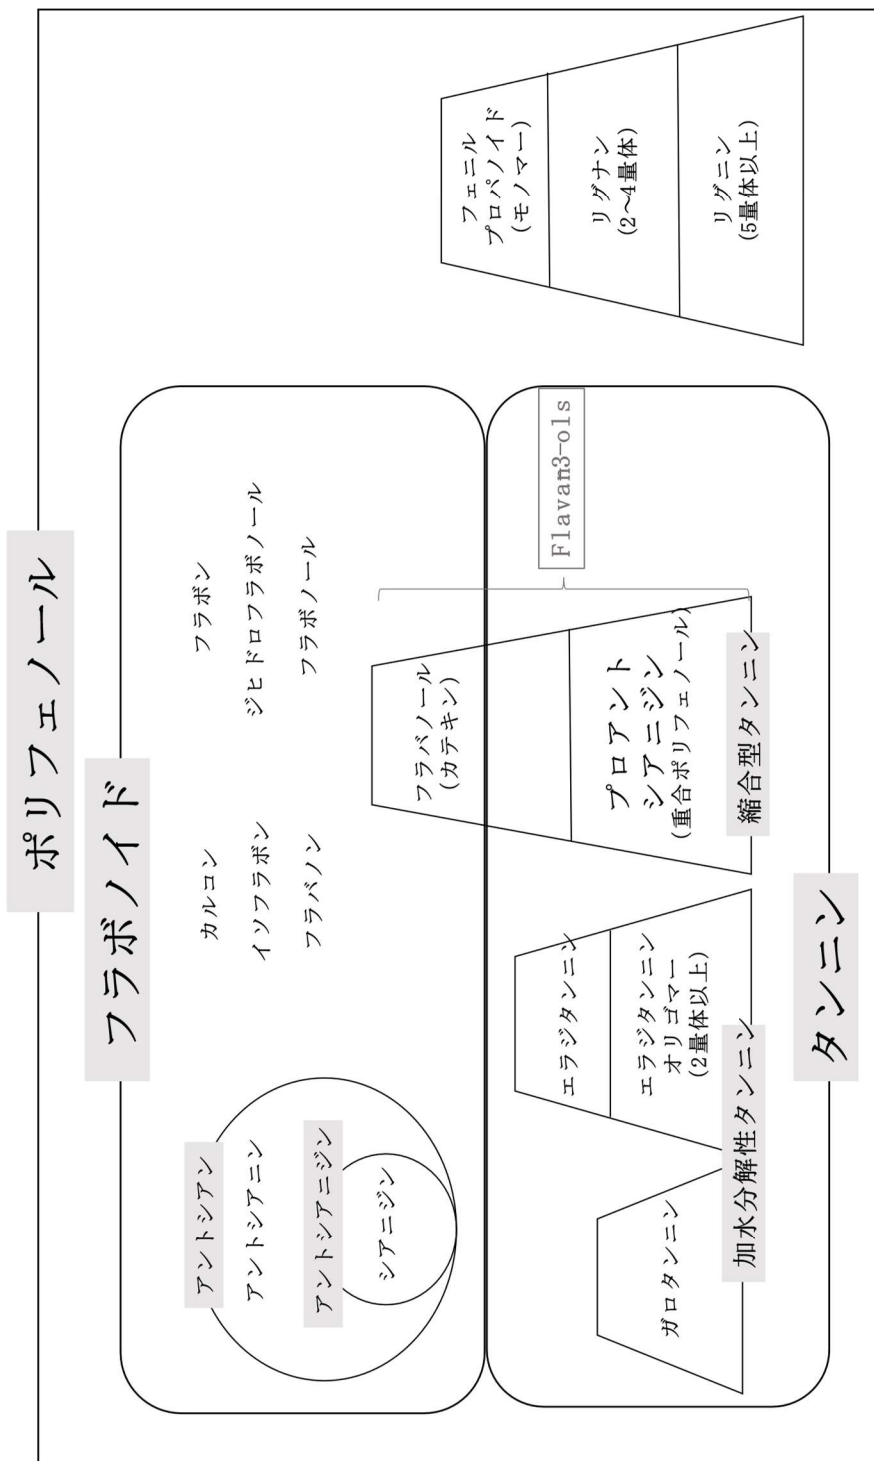 ポリフェノール
フラボノイド
アントシアン
アントシアニン
アントシアニジン
シアニジン
カルコン
イソフラボン
フラバノン
フラボン
ジヒドロフラボノール
フラボノール
フラバノール
(カテキン)
プロアント
シアニジン
(重合ポリフェノール)
縮合型タンニン
Flavan3-ols
ガロタンニン
エラジタンニン
エラジタンニン
オリゴマー
(2量体以上)
加水分解性タンニン
タンニン
フェニル
プロパノイド
(モノマー)
リグナン
(2~4量体)
リグニン
(5量体以上)